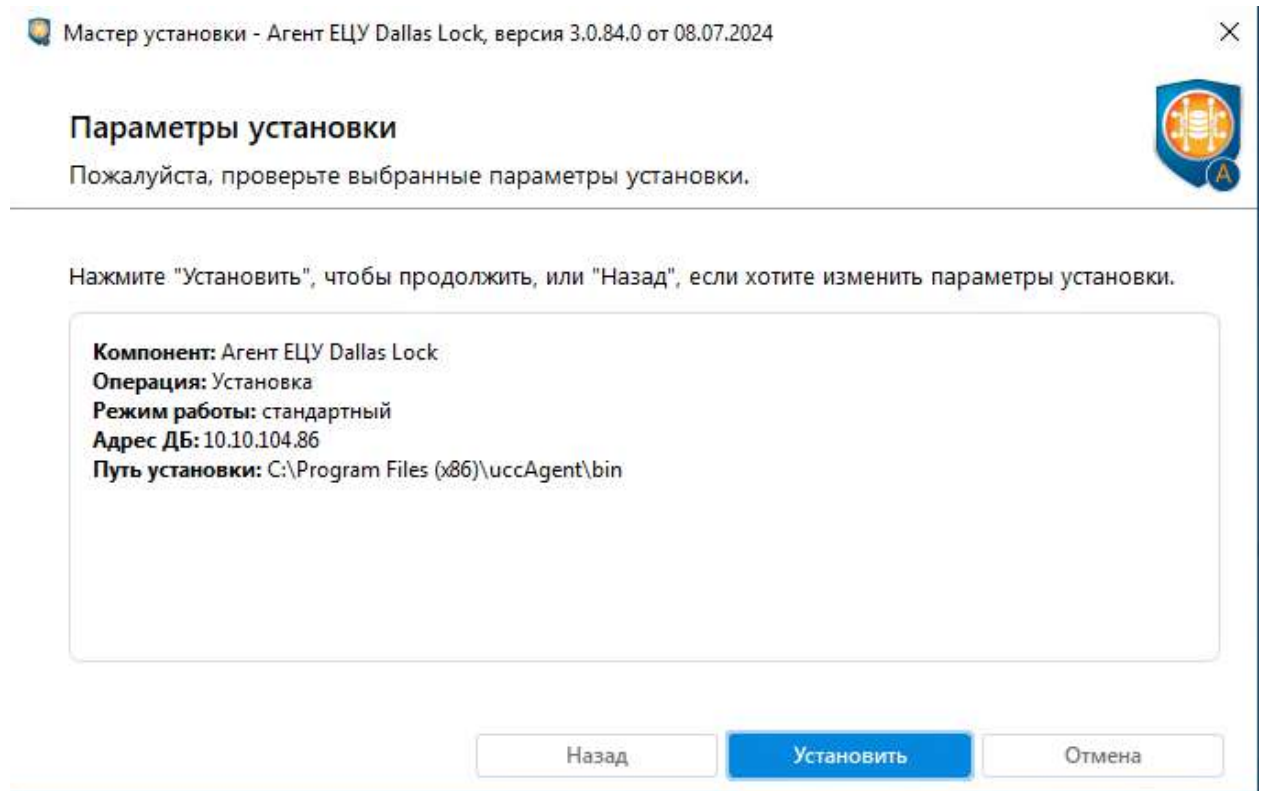 Мастер установки - Агент ЕЦУ Dallas Lock, версия 3.0.84.0 от 08.07.2024
Параметры установки
Пожалуйста, проверьте выбранные параметры установки.
A
Нажмите "Установить", чтобы продолжить, или "Назад", если хотите изменить параметры установки.
Компонент: Агент ЕЦУ Dallas Lock
Операция: Установка
Режим работы: стандартный
Адрес ДБ: 10.10.104.86
Путь установки: C:\Program Files (x86)\uccAgent\bin
Назад Установить Отмена